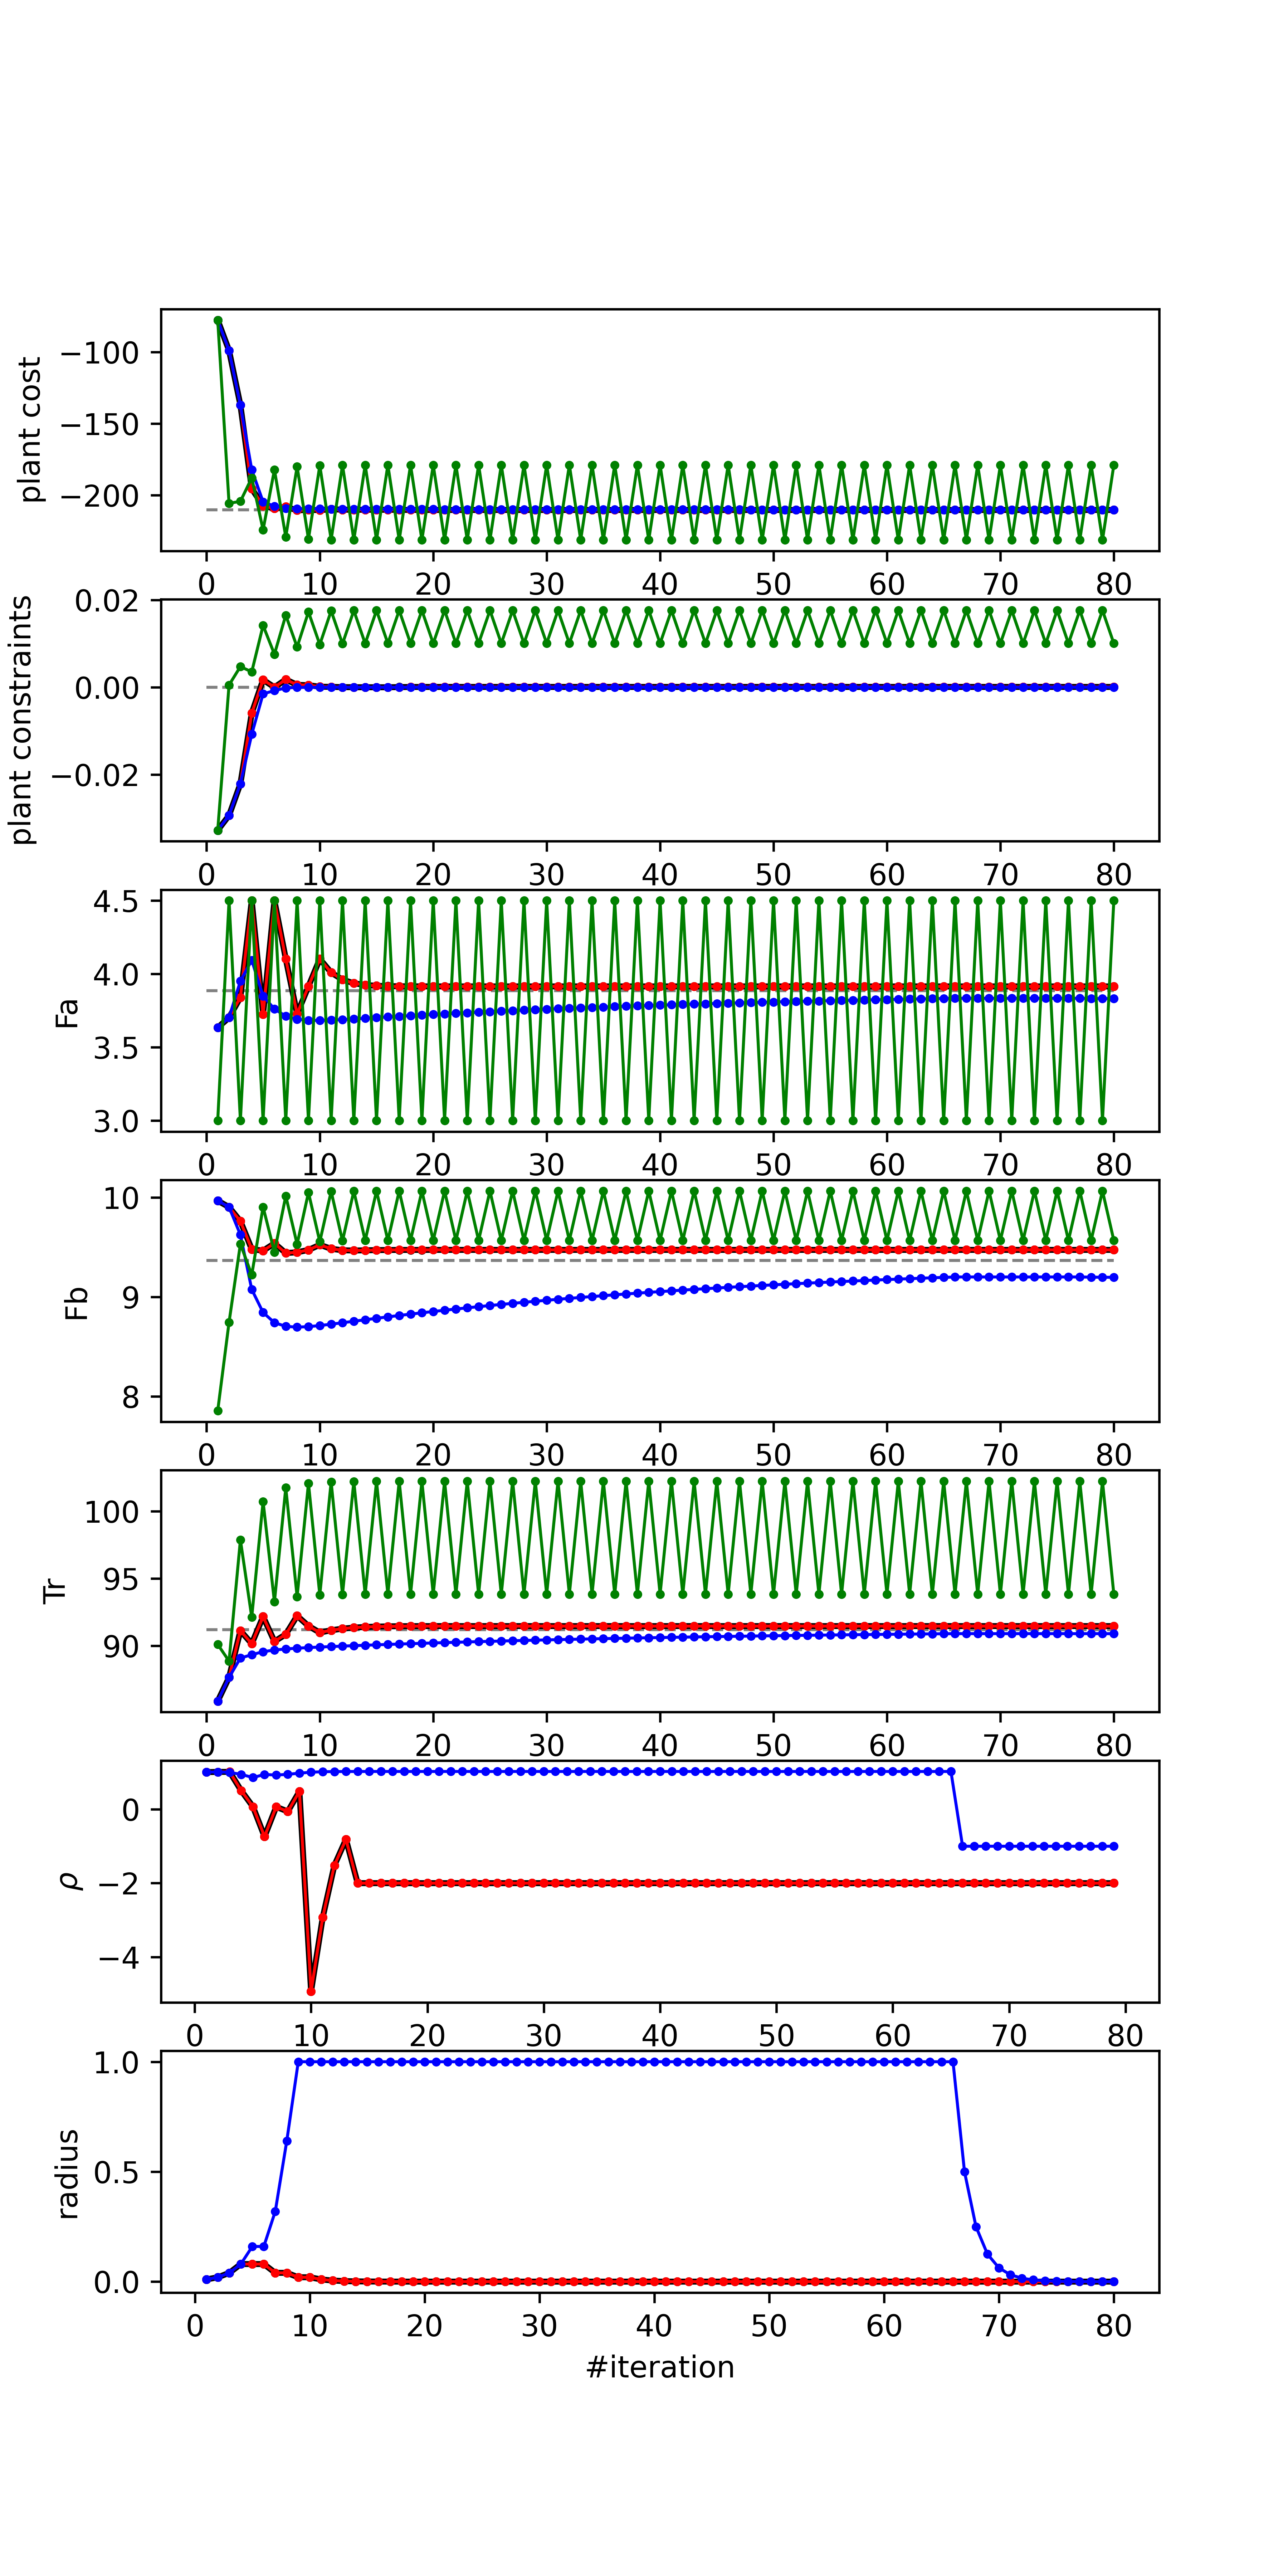 plant cost
−100
−150
−200
0 10 20 30 40 50 60 70 80
plant constraints
0.02
0.00
−0.02
0 10 20 30 40 50 60 70 80
Fa
4.5
4.0
3.5
3.0
0 10 20 30 40 50 60 70 80
Fb
10
9
8
0 10 20 30 40 50 60 70 80
Tr
100
95
90
0 10 20 30 40 50 60 70 80
ρ
0
−2
−4
0 10 20 30 40 50 60 70 80
radius
1.0
0.5
0.0
0 10 20 30 40 50 60 70 80
#iteration